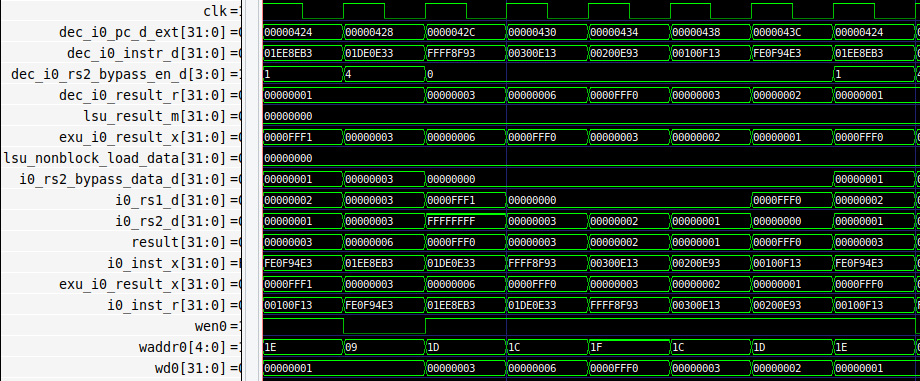 clk =
dec_i0_pc_d_ext[31:0] = 00000424 00000428 0000042C 00000430 00000434 00000438 0000043C 00000424
dec_i0_instr_d[31:0] = 01EE8EB3 01DE0E33 FFFF8F93 00300E13 00200E93 00100F13 FE0F94E3 01EE8EB3
dec_i0_rs2_bypass_en_d[3:0] = 1 4 0 1
dec_i0_result_r[31:0] = 00000001 00000003 00000006 0000FFF0 00000003 00000002 00000001
lsu_result_m[31:0] = 00000000
exu_i0_result_x[31:0] = 0000FFF1 00000003 00000006 0000FFF0 00000003 00000002 00000001 0000FFF0
lsu_nonblock_load_data[31:0] = 00000000
i0_rs2_bypass_data_d[31:0] = 00000001 00000003 00000000 00000001
i0_rs1_d[31:0] = 00000002 00000003 0000FFF1 00000000 0000FFF0 00000002
i0_rs2_d[31:0] = 00000001 00000003 FFFFFFFF 00000003 00000002 00000001 00000000 00000001
result[31:0] = 00000003 00000006 0000FFF0 00000003 00000002 00000001 0000FFF0 00000003
i0_inst_x[31:0] = FE0F94E3 01EE8EB3 01DE0E33 FFFF8F93 00300E13 00200E93 00100F13 FE0F94E3
exu_i0_result_x[31:0] = 0000FFF1 00000003 00000006 0000FFF0 00000003 00000002 00000001 0000FFF0
i0_inst_r[31:0] = 00100F13 FE0F94E3 01EE8EB3 01DE0E33 FFFF8F93 00300E13 00200E93 00100F13
wen0 =
waddr0[4:0] = 1E 09 1D 1C 1F 1C 1D 1E
wd0[31:0] = 00000001 00000003 00000006 0000FFF0 00000003 00000002 00000001